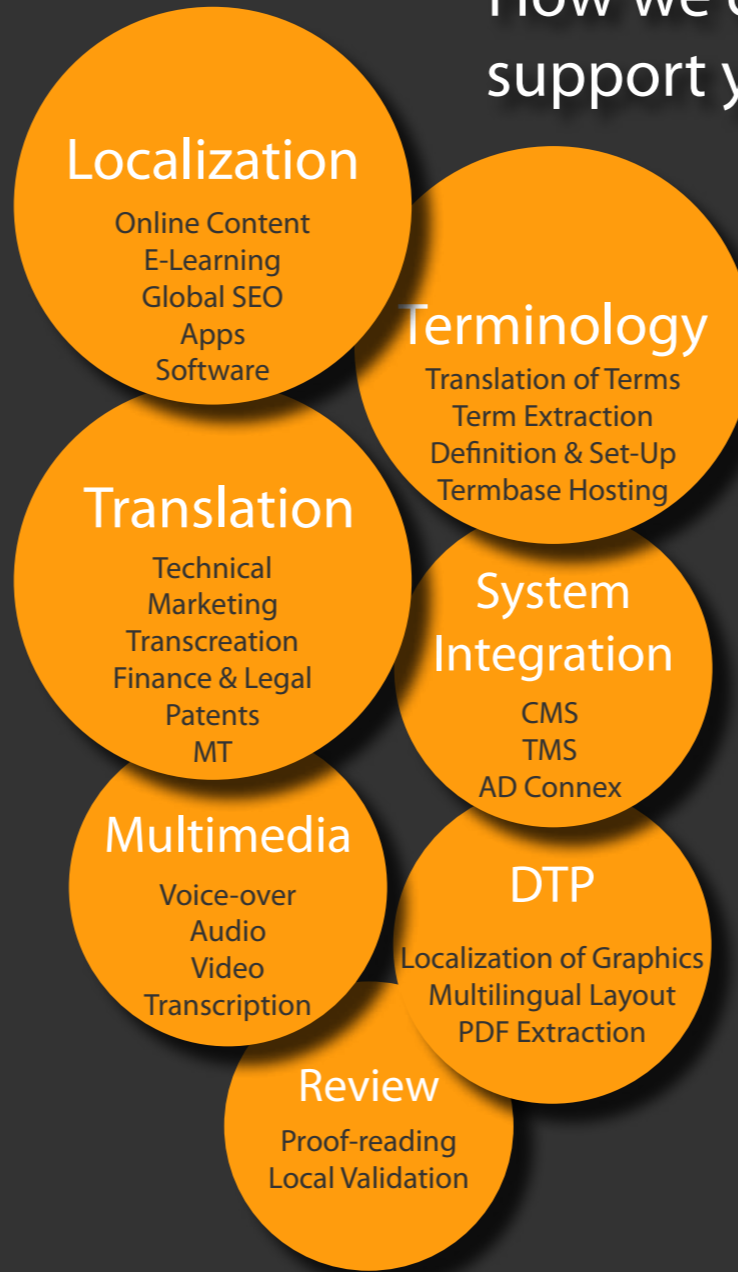 How we
support
Localization
Online Content
E-Learning
Global SEO
Apps
Software
Terminology
Translation of Terms
Term Extraction
Definition & Set-Up
Termbase Hosting
Translation
Technical
Marketing
Transcreation
Finance & Legal
Patents
MT
System
Integration
CMS
TMS
AD Connex
Multimedia
Voice-over
Audio
Video
Transcription
DTP
Localization of Graphics
Multilingual Layout
PDF Extraction
Review
Proof-reading
Local Validation